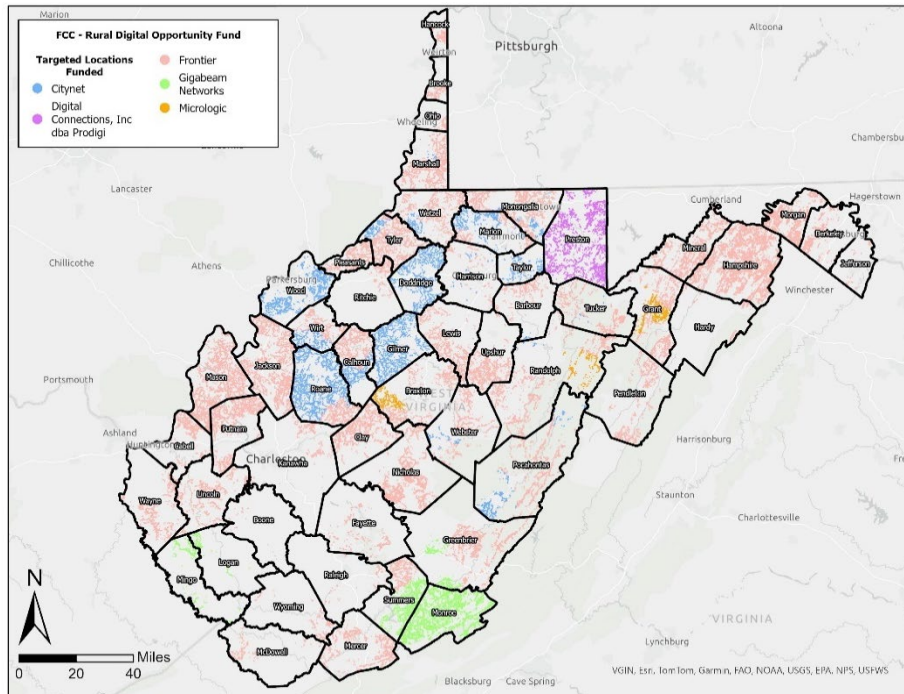 Marion
Altoona
Pittsburgh
FCC - Rural Digital Opportunity Fund
Targeted Locations
Funded
Citynet
Digital
Connections, Inc
dba Prodigi
Frontier
Gigabeam
Networks
Micrologic
Hancock
Weirton
Brooke
Ohio
Wheeling
Marshall
Chambersburg
Lancaster
Cumberland
Hagerstown
Wetzel
Monongalia
Morgan
Marion
Fairmont
Preston
Berkeley
Tyler
Mineral
Jefferson
Chillicothe
Athens
Pleasants
Taylor
Hampshire
Parkersburg
Doddridge
Harrison
Winchester
Wood
Ritchie
Barbour
Tucker
Grant
Hardy
Wirt
Lewis
Gilmer
Calhoun
Upshur
Portsmouth
Jackson
Roane
Randolph
Mason
Braxton
Pendleton
WEST
VIRGINIA
Ashland
Putnam
Clay
Webster
Harrisonburg
Huntington
Cabell
Charleston
Kanawha
Pocahontas
Nicholas
Staunton
Wayne
Lincoln
Boone
Fayette
Charlottesville
Greenbrier
Logan
Mingo
Raleigh
N
Wyoming
Summers
Monroe
VIRGINIA
McDowell
Mercer
Lynchburg
Miles
0 20 40
VGIN, Esri, TomTom, Garmin, FAO, NOAA, USGS, EPA, NPS, USFWS
Blacksburg
Cave Spring